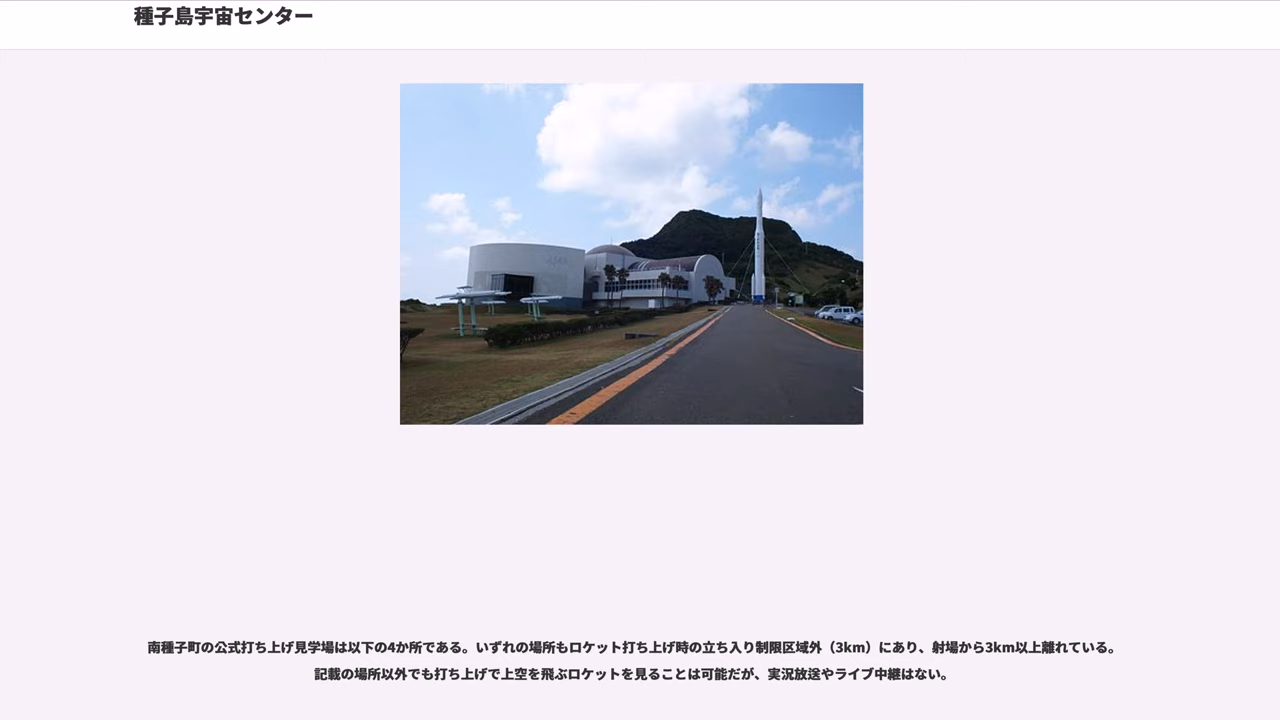 種子島宇宙センター
南種子町の公式打ち上げ見学場は以下の4か所である。いずれの場所もロケット打ち上げ時の立ち入り制限区域外（3km）にあり、射場から3km以上離れている。
記載の場所以外でも打ち上げで上空を飛ぶロケットを見ることは可能だが、実況放送やライブ中継はない。